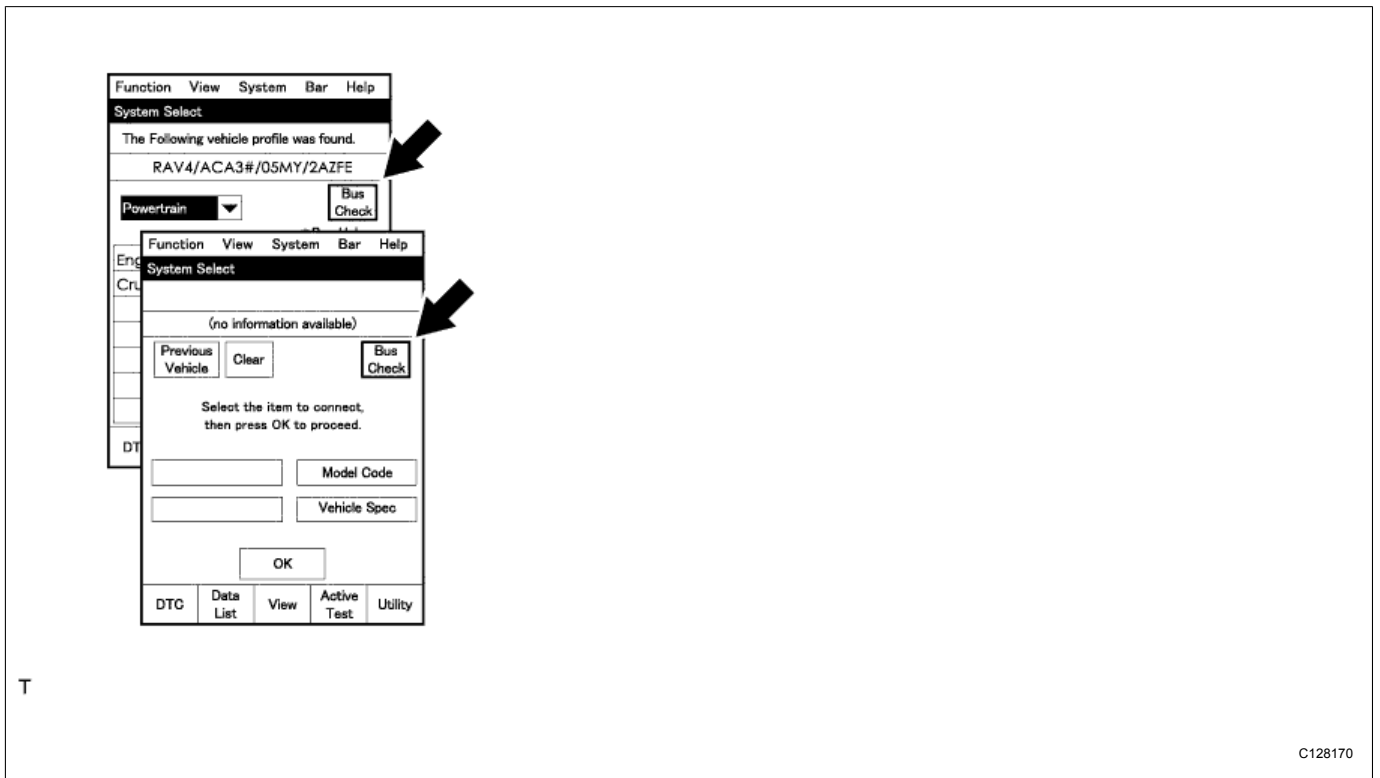 Function View System Bar Help
System Select
The Following vehicle profile was found.
RAV4/ACA3#/05MY/2AZFE
Powertrain
Bus
Check
Eng
Cru
DT
Function View System Bar Help
System Select
(no information available)
Previous
Vehicle
Clear
Bus
Check
Select the item to connect,
then press OK to proceed.
Model Code
Vehicle Spec
OK
DTC
Data
List
View
Active
Test
Utility
T
C128170